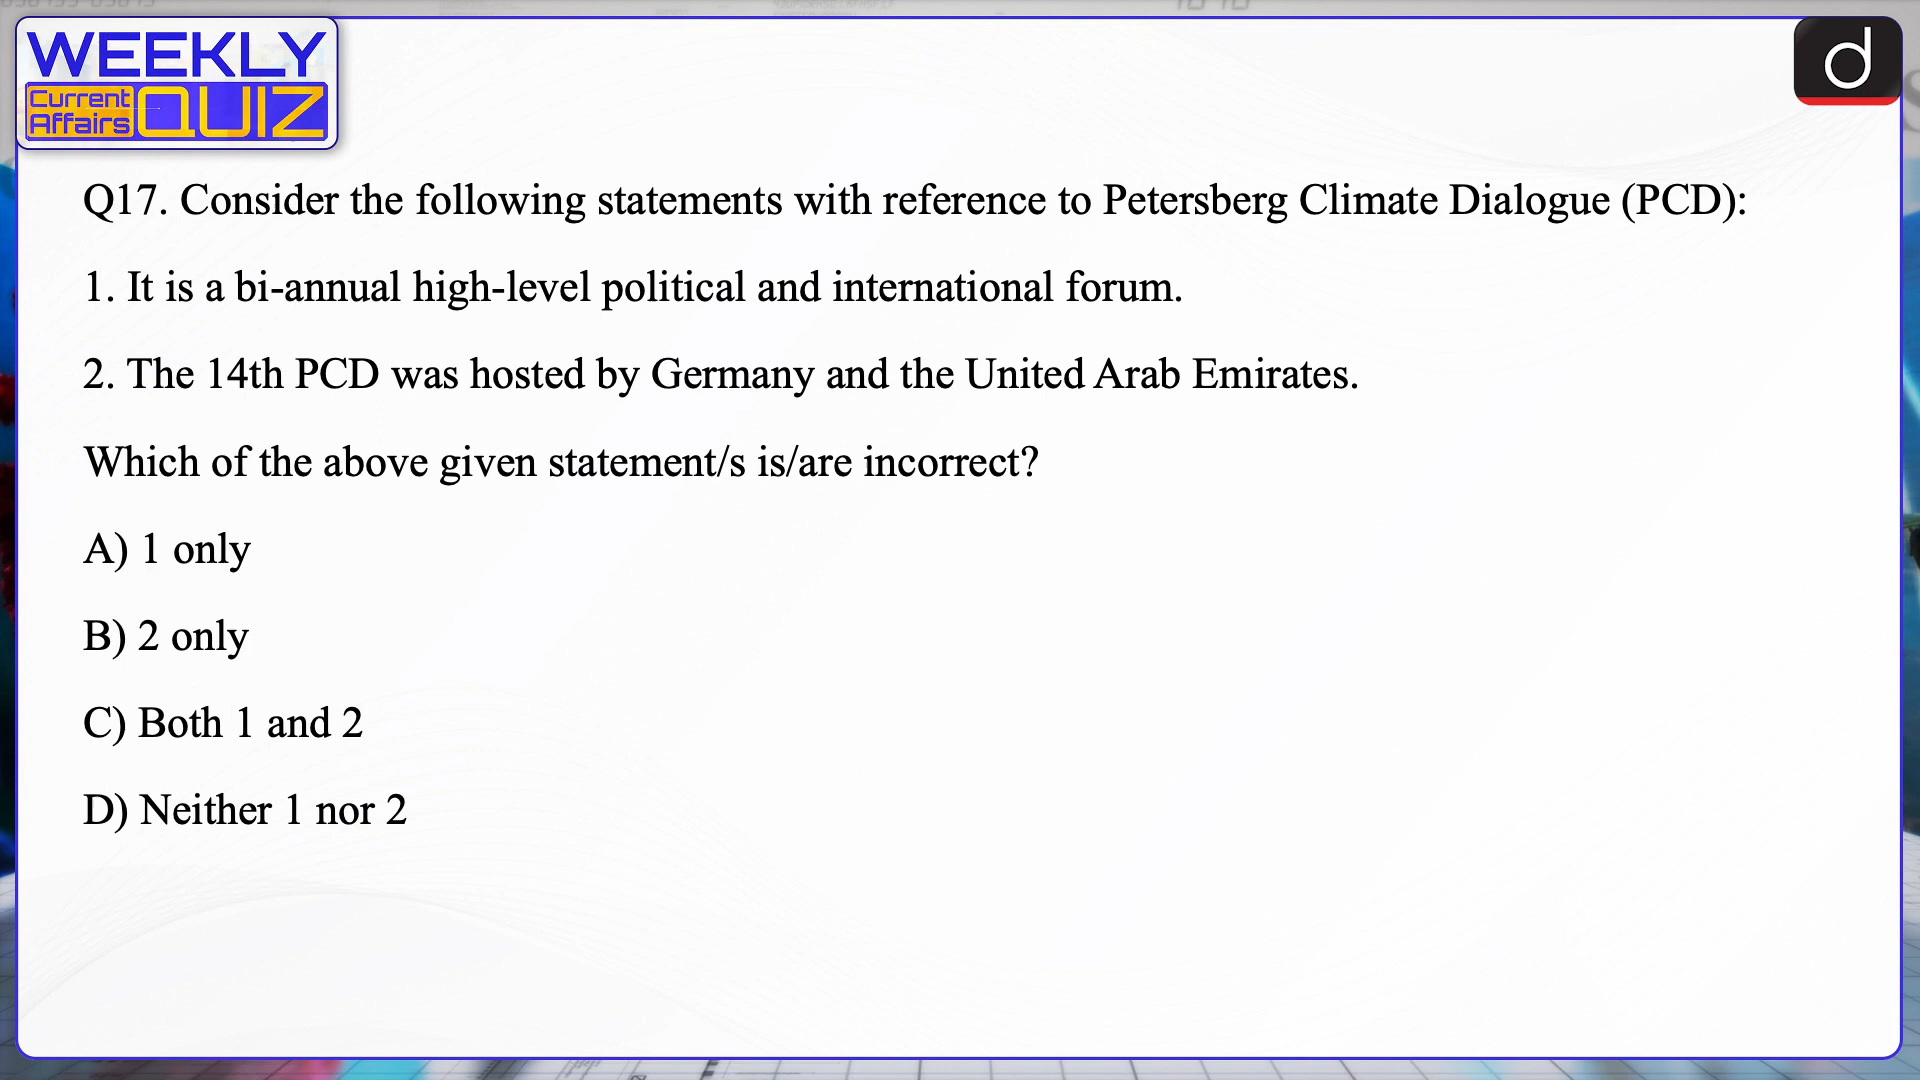 WEEKLY
Current
Affairs
QUIZ
d
Q17. Consider the following statements with reference to Petersberg Climate Dialogue (PCD):
1. It is a bi-annual high-level political and international forum.
2. The 14th PCD was hosted by Germany and the United Arab Emirates.
Which of the above given statement/s is/are incorrect?
A) 1 only
B) 2 only
C) Both 1 and 2
D) Neither 1 nor 2